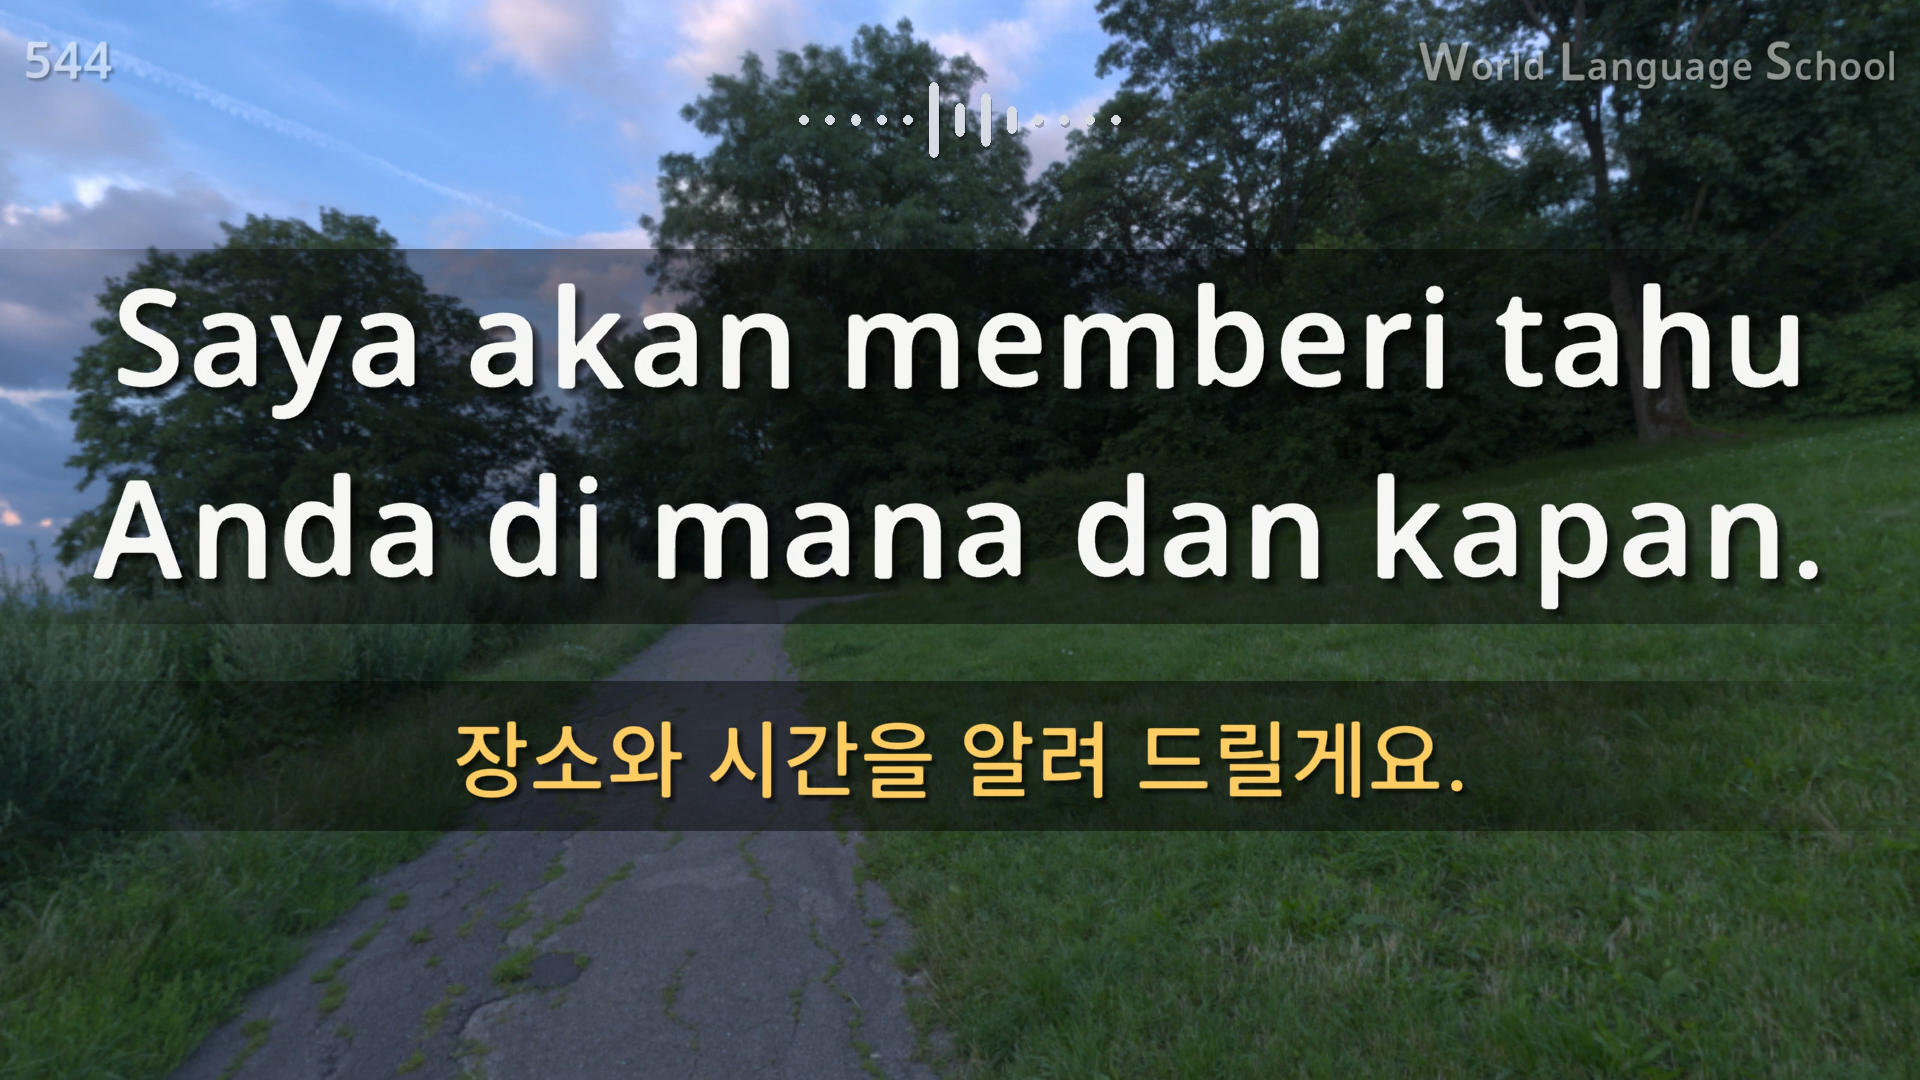 544
World Language School
Saya akan memberi tahu
Anda di mana dan kapan.
장소와 시간을 알려 드릴게요.